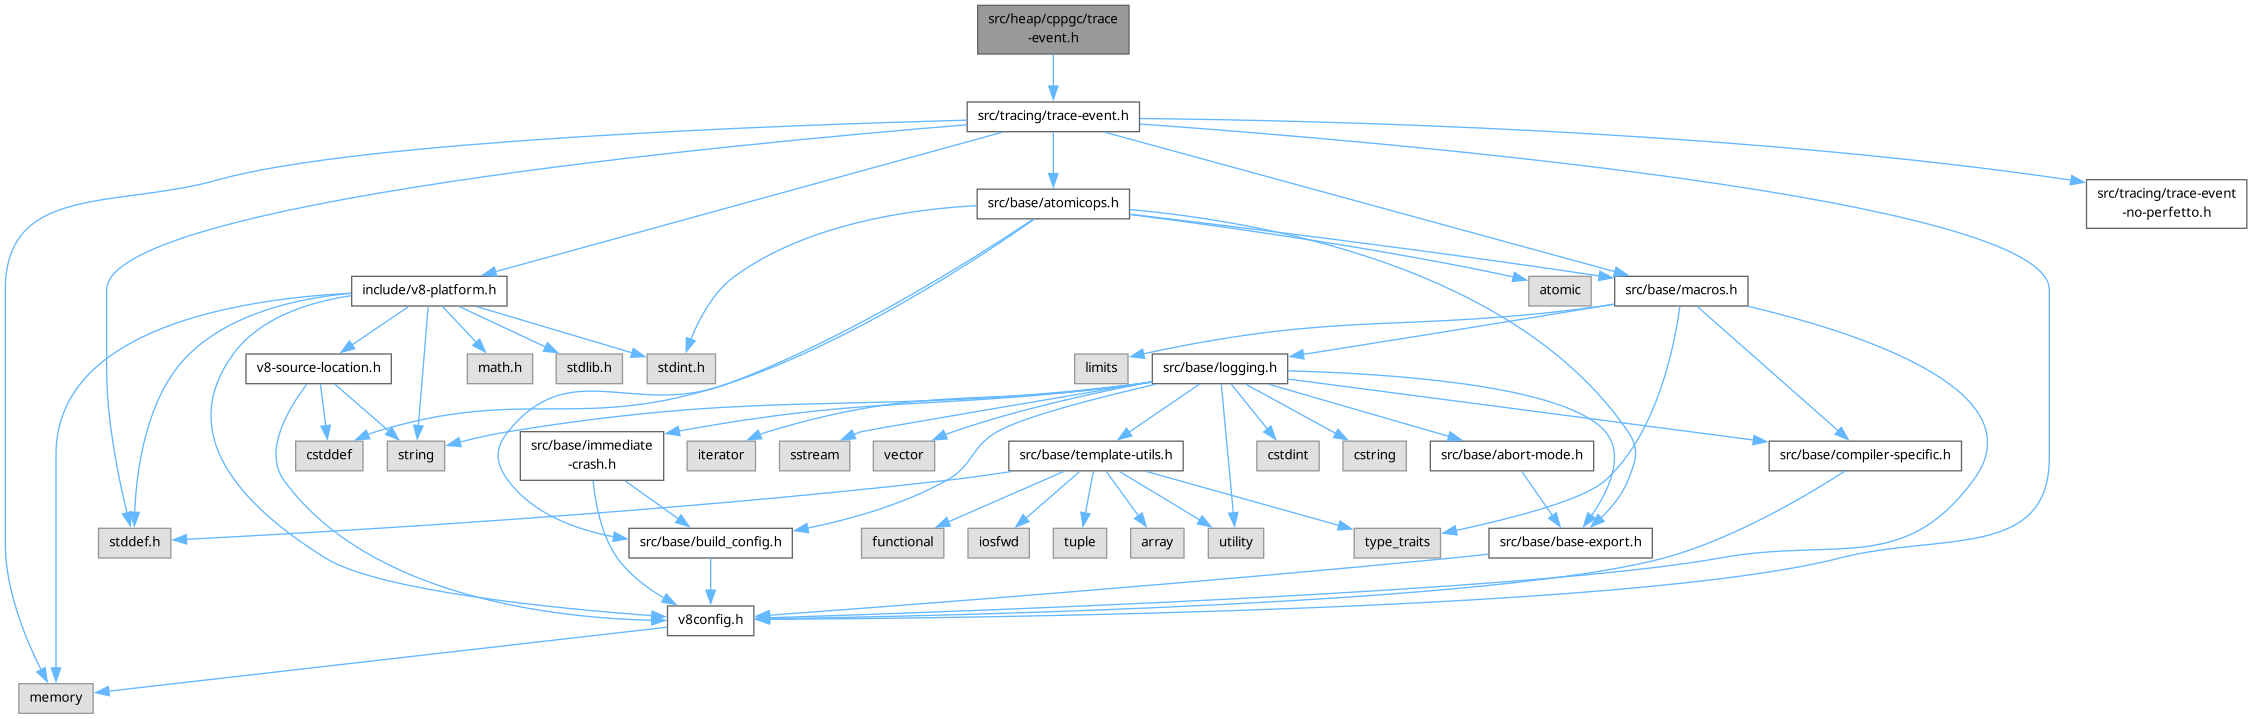 src/heap/cppgc/trace
-event.h
src/tracing/trace-event.h
src/tracing/trace-event
-no-perfetto.h
src/base/atomicops.h
include/v8-platform.h
atomic
src/base/macros.h
v8-source-location.h
math.h
stdlib.h
stdint.h
limits
src/base/logging.h
cstddef
string
src/base/immediate
-crash.h
iterator
sstream
vector
src/base/template-utils.h
cstdint
cstring
src/base/abort-mode.h
src/base/compiler-specific.h
stddef.h
src/base/build_config.h
functional
iosfwd
tuple
array
utility
type_traits
src/base/base-export.h
v8config.h
memory